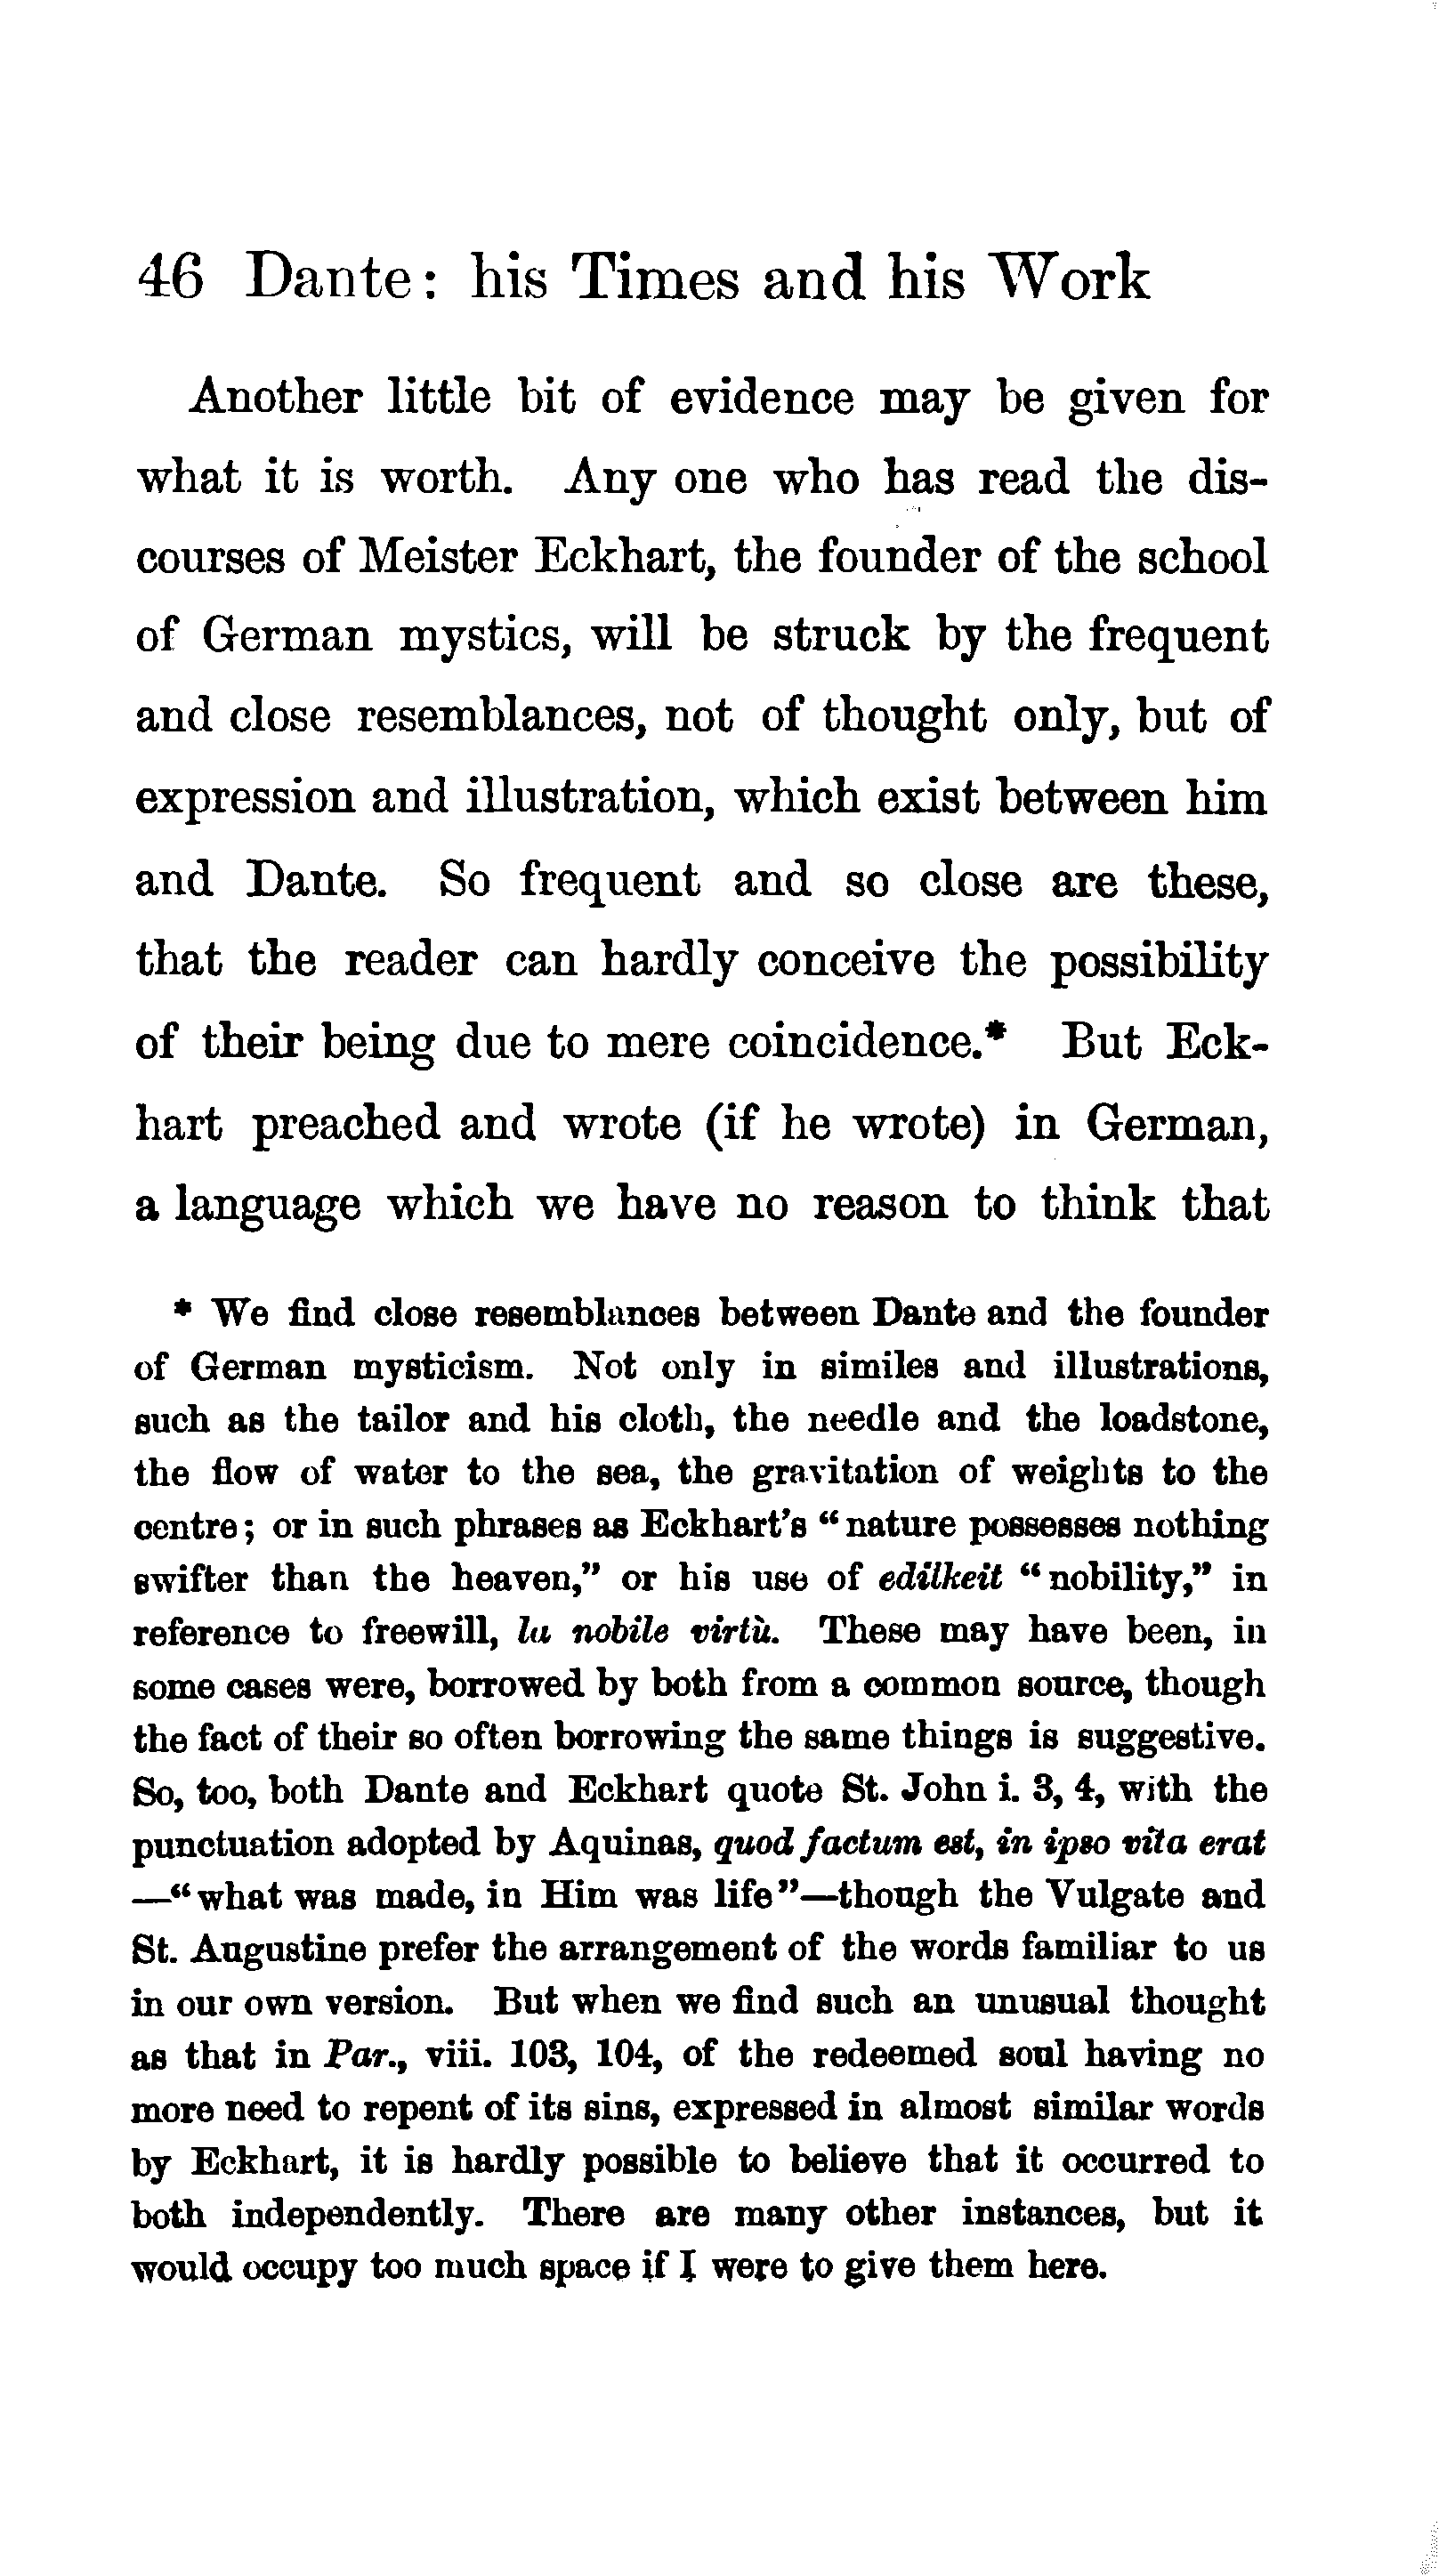 46 Dante: his Times and his Work
Another little bit of evidence may be given for
what it is worth. Any one who has read the dis-
courses of Meister Eckhart, the founder of the school
of German mystics, will be struck by the frequent
and close resemblances, not of thought only, but of
expression and illustration, which exist between him
and Dante. So frequent and so close are these,
that the reader can hardly conceive the possibility
of their being due to mere coincidence.* But Eck-
hart preached and wrote (if he wrote) in German,
a language which we have no reason to think that
* We find close resemblances between Dante and the founder
of German mysticism. Not only in similes and illustrations,
such as the tailor and his cloth, the needle and the loadstone,
the flow of water to the sea, the gravitation of weights to the
centre; or in such phrases as Eckhart's "nature possesses nothing
swifter than the heaven," or his use of edilkeit "nobility," in
reference to freewill, la nobile virtù. These may have been, in
some cases were, borrowed by both from a common source, though
the fact of their so often borrowing the same things is suggestive.
So, too, both Dante and Eckhart quote St. John i. 3, 4, with the
punctuation adopted by Aquinas, quod factum est, in ipso vita erat
—"what was made, in Him was life"—though the Vulgate and
St. Augustine prefer the arrangement of the words familiar to us
in our own version. But when we find such an unusual thought
as that in Par., viii. 103, 104, of the redeemed soul having no
more need to repent of its sins, expressed in almost similar words
by Eckhart, it is hardly possible to believe that it occurred to
both independently. There are many other instances, but it
would occupy too much space if I were to give them here.